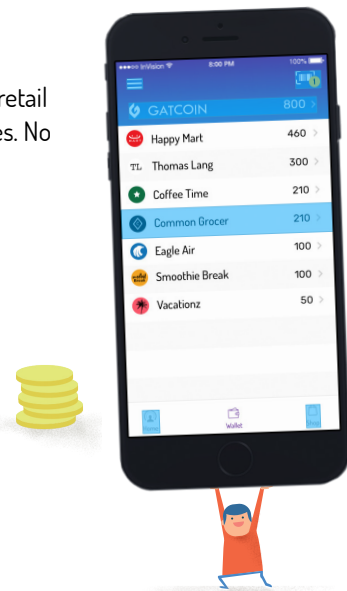 retail
es. No
InVision
8:00 PM
100%
GATCOIN 800 >
Happy Mart 460 >
TL Thomas Lang 300 >
Coffee Time 210 >
Common Grocer 210 >
Eagle Air 100 >
Smoothie Break 100 >
Vacationz 50 >
Wallet